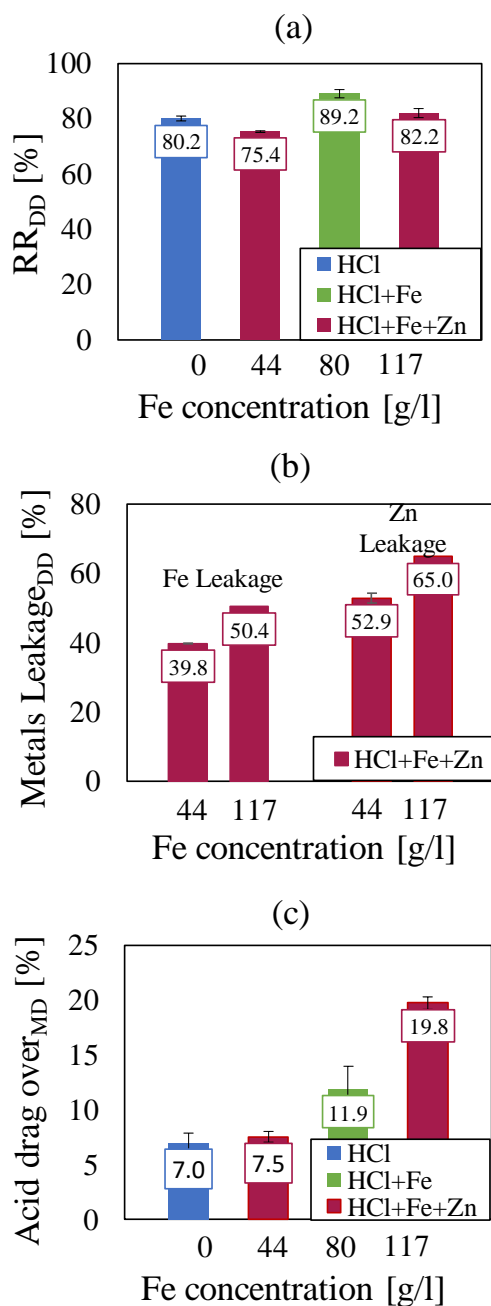 (a)
RR_DD [%]
100
80
60
40
20
0
80.2
75.4
89.2
82.2
HCl
HCl+Fe
HCl+Fe+Zn
0 44 80 117
Fe concentration [g/l]
(b)
Metals Leakage_DD [%]
80
60
40
20
0
Fe Leakage
Zn
Leakage
39.8
50.4
52.9
65.0
HCl+Fe+Zn
44 117 44 117
Fe concentration [g/l]
(c)
Acid drag over_MD [%]
25
20
15
10
5
0
7.0
7.5
11.9
19.8
HCl
HCl+Fe
HCl+Fe+Zn
0 44 80 117
Fe concentration [g/l]